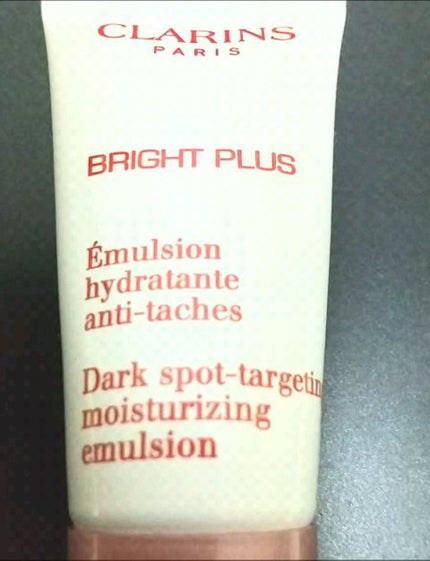 CLARINS
PARIS
BRIGHT PLUS
Émulsion
hydratante
anti-taches
Dark spot-targetin
moisturizing
emulsion